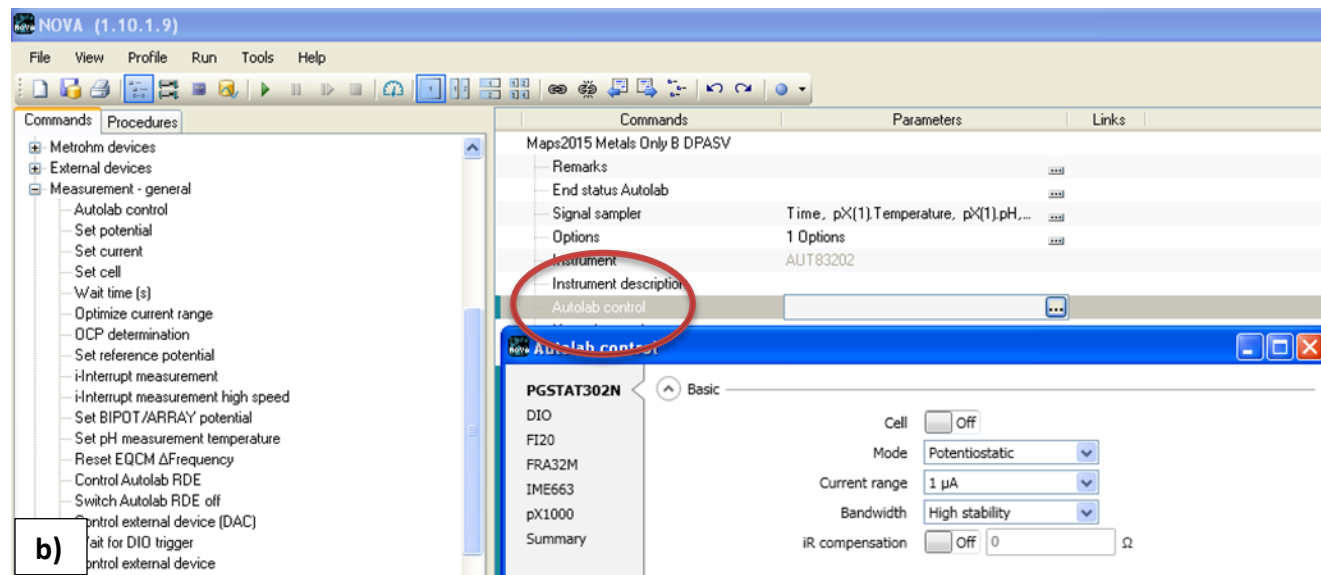 NOVA (1.10.1.9)
File View Profile Run Tools Help
Commands Procedures
Metrohm devices
External devices
Measurement - general
Autolab control
Set potential
Set current
Set cell
Wait time (s)
Optimize current range
OCP determination
Set reference potential
i-Interrupt measurement
i-Interrupt measurement high speed
Set BIPOT/ARRAY potential
Set pH measurement temperature
Reset EQCM ΔFrequency
Control Autolab RDE
Switch Autolab RDE off
Control external device (DAC)
Wait for DIO trigger
Control external device
b)
Commands Parameters Links
Maps2015 Metals Only B DPASV
Remarks ...
End status Autolab ...
Signal sampler Time, pX(1).Temperature, pX(1).pH,... ...
Options 1 Options ...
Instrument AUT83202
Instrument description
Autolab control ...
Autolab control
PGSTAT302N
DIO
FI20
FRA32M
IME663
pX1000
Summary
Basic
Cell Off
Mode Potentiostatic
Current range 1 µA
Bandwidth High stability
iR compensation Off 0 Ω